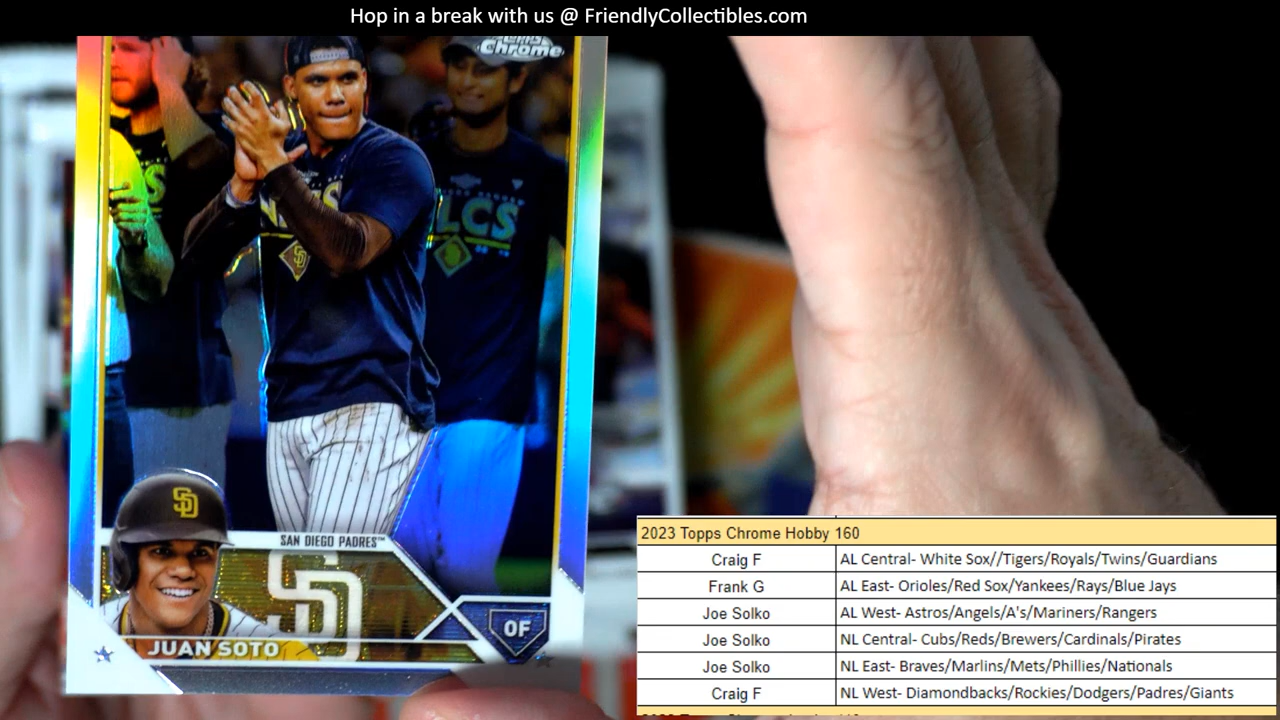 Hop in a break with us @ FriendlyCollectibles.com
Chrome
LCS
SAN DIEGO PADRES™
SD
OF
JUAN SOTO
2023 Topps Chrome Hobby 160
Craig F AL Central- White Sox//Tigers/Royals/Twins/Guardians
Frank G AL East- Orioles/Red Sox/Yankees/Rays/Blue Jays
Joe Solko AL West- Astros/Angels/A's/Mariners/Rangers
Joe Solko NL Central- Cubs/Reds/Brewers/Cardinals/Pirates
Joe Solko NL East- Braves/Marlins/Mets/Phillies/Nationals
Craig F NL West- Diamondbacks/Rockies/Dodgers/Padres/Giants